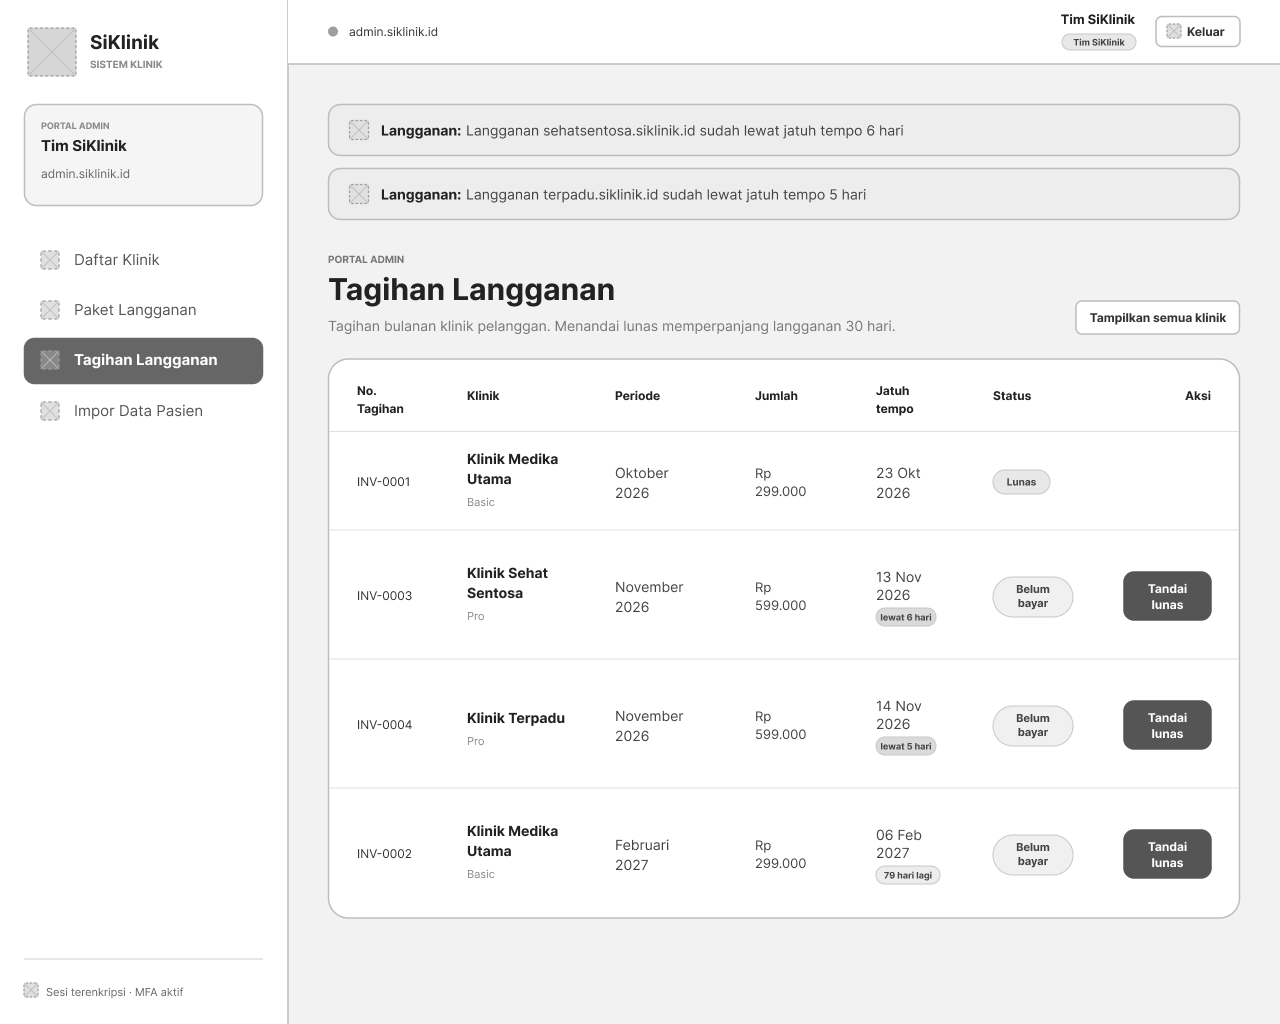 SiKlinik
SISTEM KLINIK
PORTAL ADMIN
Tim SiKlinik
admin.siklinik.id
Daftar Klinik
Paket Langganan
Tagihan Langganan
Impor Data Pasien
Sesi terenkripsi · MFA aktif
admin.siklinik.id
Tim SiKlinik
Tim SiKlinik
Keluar
Langganan: Langganan sehatsentosa.siklinik.id sudah lewat jatuh tempo 6 hari
Langganan: Langganan terpadu.siklinik.id sudah lewat jatuh tempo 5 hari
PORTAL ADMIN
Tagihan Langganan
Tagihan bulanan klinik pelanggan. Menandai lunas memperpanjang langganan 30 hari.
Tampilkan semua klinik
No.
Tagihan
Klinik
Periode
Jumlah
Jatuh
tempo
Status
Aksi
INV-0001
Klinik Medika
Utama
Basic
Oktober
2026
Rp
299.000
23 Okt
2026
Lunas
INV-0003
Klinik Sehat
Sentosa
Pro
November
2026
Rp
599.000
13 Nov
2026
lewat 6 hari
Belum
bayar
Tandai
lunas
INV-0004
Klinik Terpadu
Pro
November
2026
Rp
599.000
14 Nov
2026
lewat 5 hari
Belum
bayar
Tandai
lunas
INV-0002
Klinik Medika
Utama
Basic
Februari
2027
Rp
299.000
06 Feb
2027
79 hari lagi
Belum
bayar
Tandai
lunas